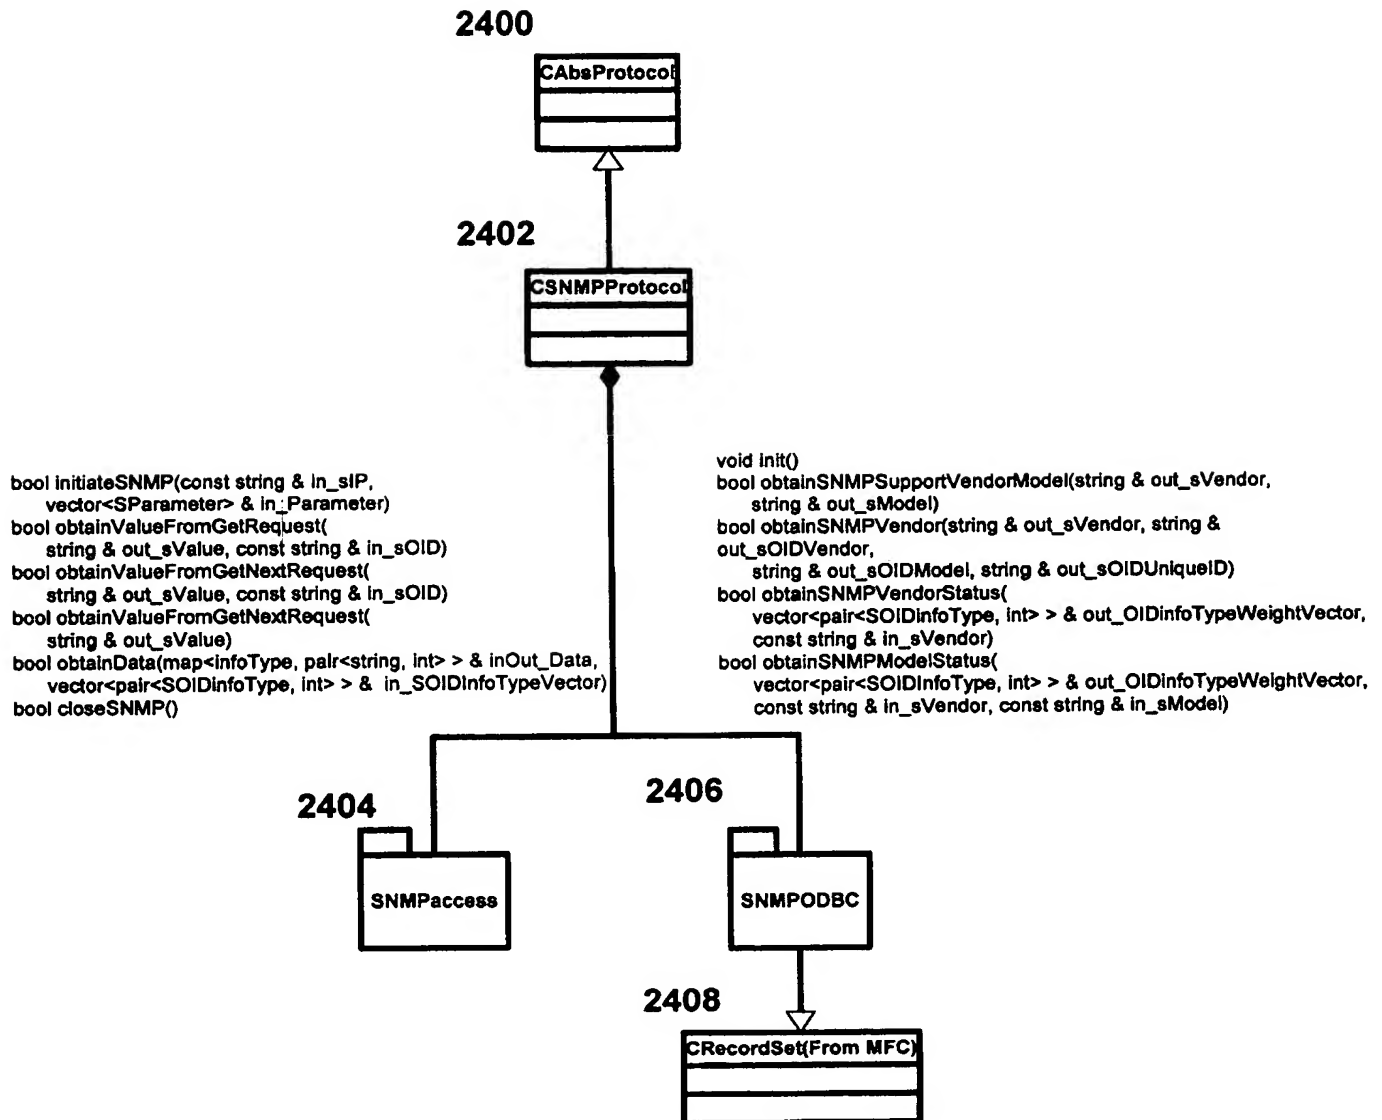 2400
CAbsProtocol
2402
CSNMPProtocol
bool initiateSNMP(const string & in_sIP,
vector<SParameter> & in_Parameter)
bool obtainValueFromGetRequest(
string & out_sValue, const string & in_sOID)
bool obtainValueFromGetNextRequest(
string & out_sValue, const string & in_sOID)
bool obtainValueFromGetNextRequest(
string & out_sValue)
bool obtainData(map<infoType, pair<string, int> > & inOut_Data,
vector<pair<SOIDinfoType, int> > & in_SOIDInfoTypeVector)
bool closeSNMP()
void init()
bool obtainSNMPSupportVendorModel(string & out_sVendor,
string & out_sModel)
bool obtainSNMPVendor(string & out_sVendor, string &
out_sOIDVendor,
string & out_sOIDModel, string & out_sOIDUniqueID)
bool obtainSNMPVendorStatus(
vector<pair<SOIDinfoType, int> > & out_OIDinfoTypeWeightVector,
const string & in_sVendor)
bool obtainSNMPModelStatus(
vector<pair<SOIDInfoType, int> > & out_OIDinfoTypeWeightVector,
const string & in_sVendor, const string & in_sModel)
2404
SNMPaccess
2406
SNMPODBC
2408
CRecordSet(From MFC)